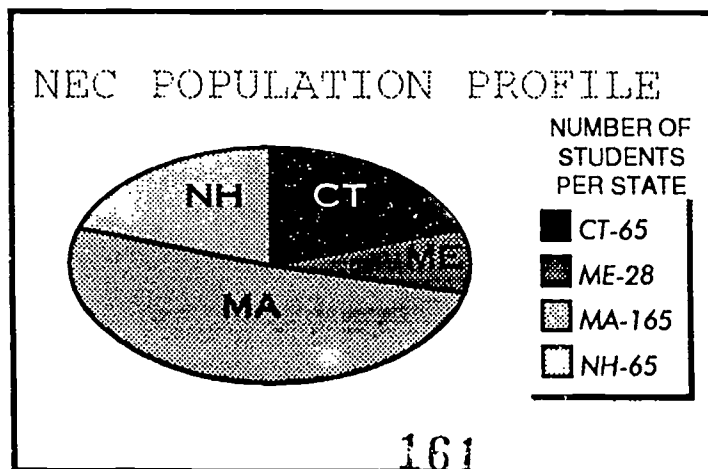 NEC POPULATION PROFILE
NUMBER OF
STUDENTS
PER STATE
NH
CT
ME
MA
CT-65
ME-28
MA-165
NH-65
161